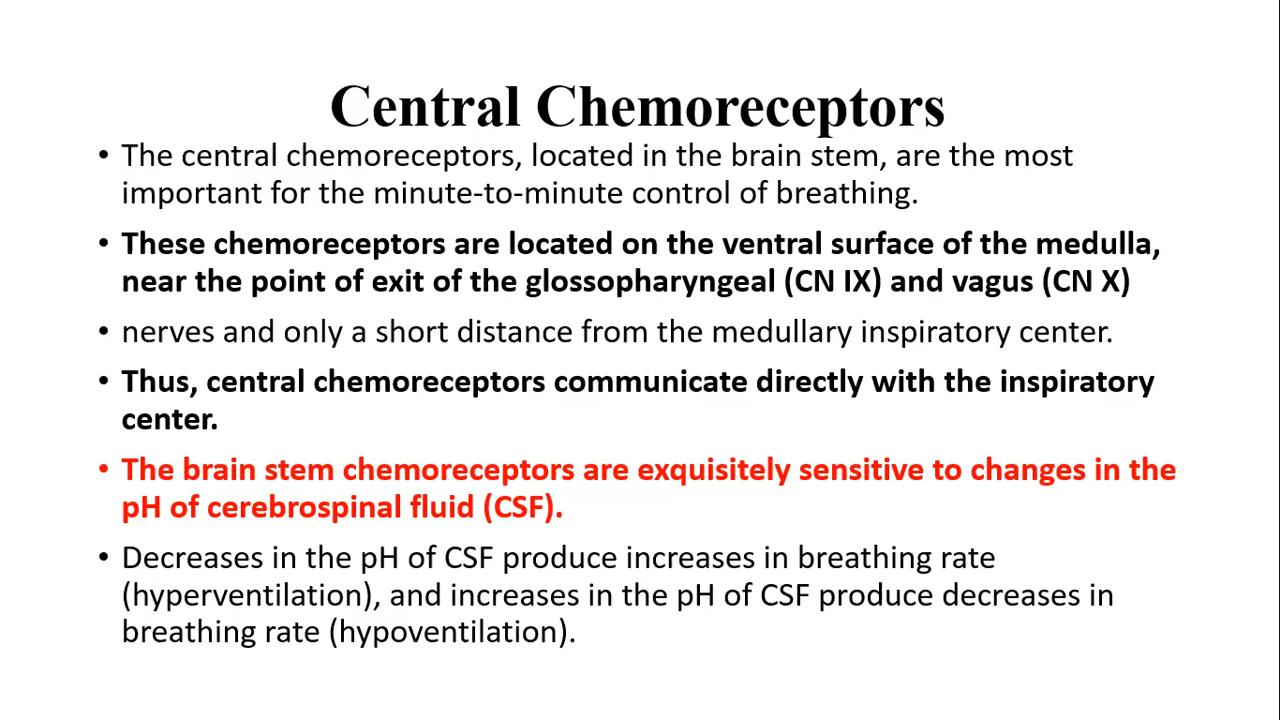 Central Chemoreceptors
• The central chemoreceptors, located in the brain stem, are the most
important for the minute-to-minute control of breathing.
• These chemoreceptors are located on the ventral surface of the medulla,
near the point of exit of the glossopharyngeal (CN IX) and vagus (CN X)
• nerves and only a short distance from the medullary inspiratory center.
• Thus, central chemoreceptors communicate directly with the inspiratory
center.
• The brain stem chemoreceptors are exquisitely sensitive to changes in the
pH of cerebrospinal fluid (CSF).
• Decreases in the pH of CSF produce increases in breathing rate
(hyperventilation), and increases in the pH of CSF produce decreases in
breathing rate (hypoventilation).